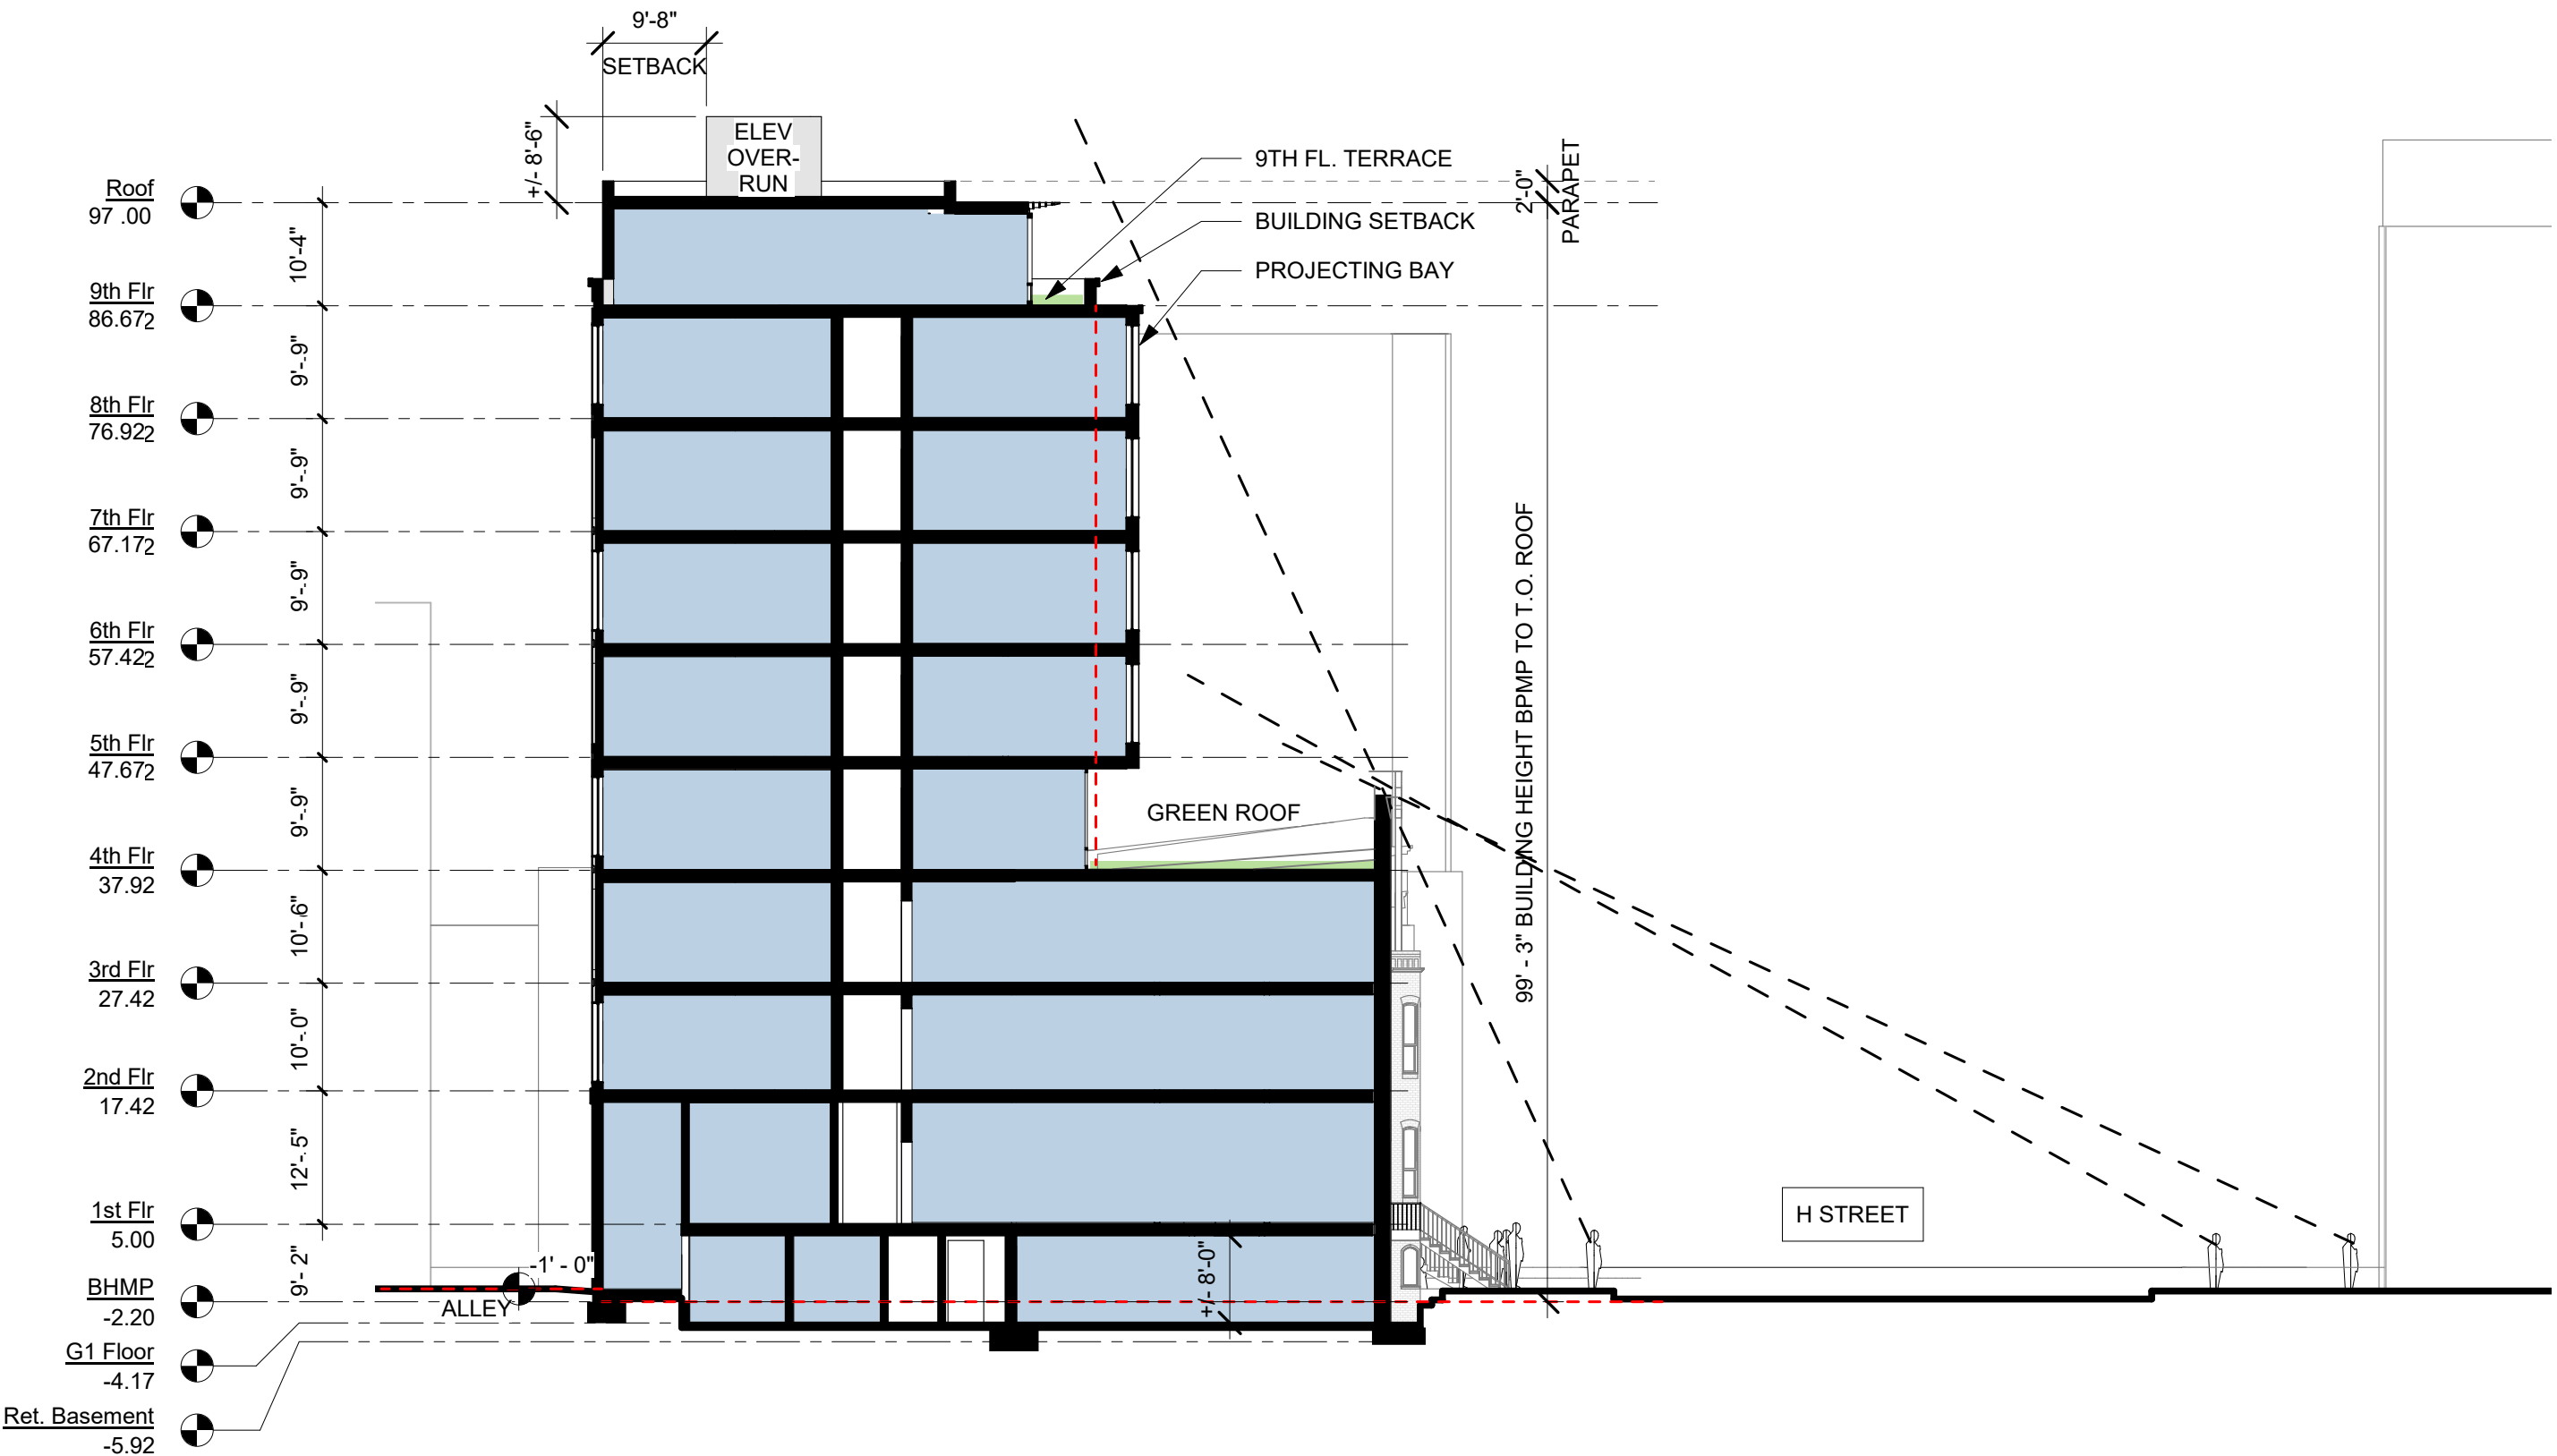 9'-8"
SETBACK
+/- 8'-6"
ELEV
OVER-
RUN
9TH FL. TERRACE
BUILDING SETBACK
PROJECTING BAY
2'-0"
PARAPET
Roof
97 .00
10'-4"
9th Flr
86.672
9'-9"
8th Flr
76.922
9'-9"
7th Flr
67.172
9'-9"
6th Flr
57.422
9'-9"
5th Flr
47.672
9'-9"
4th Flr
37.92
10'-6"
3rd Flr
27.42
10'-0"
2nd Flr
17.42
12'-5"
1st Flr
5.00
9'- 2"
BHMP
-2.20
G1 Floor
-4.17
Ret. Basement
-5.92
-1' - 0"
ALLEY
GREEN ROOF
+/- 8'-0"
99' - 3" BUILDING HEIGHT BPMP TO T.O. ROOF
H STREET